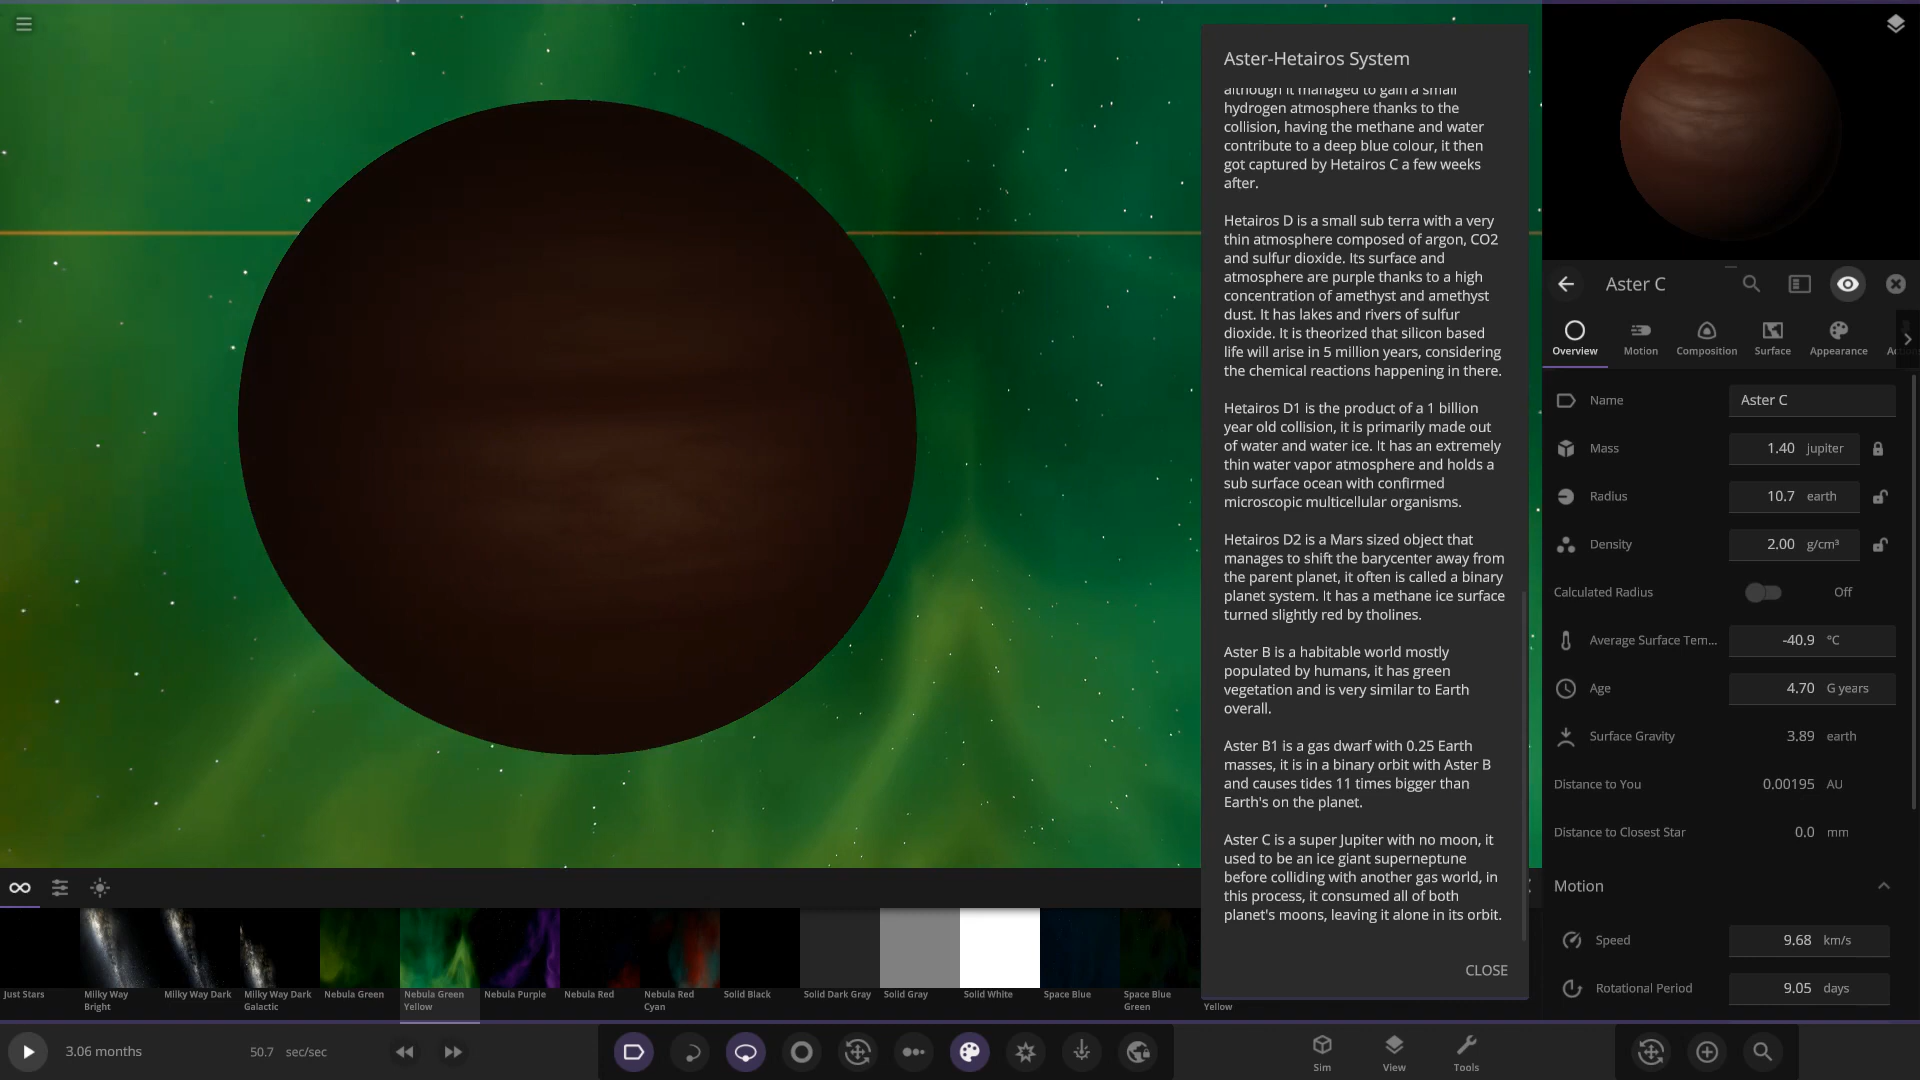 Aster-Hetairos System
although it managed to gain a small
hydrogen atmosphere thanks to the
collision, having the methane and water
contribute to a deep blue colour, it then
got captured by Hetairos C a few weeks
after.
Hetairos D is a small sub terra with a very
thin atmosphere composed of argon, CO2
and sulfur dioxide. Its surface and
atmosphere are purple thanks to a high
concentration of amethyst and amethyst
dust. It has lakes and rivers of sulfur
dioxide. It is theorized that silicon based
life will arise in 5 million years, considering
the chemical reactions happening in there.
Hetairos D1 is the product of a 1 billion
year old collision, it is primarily made out
of water and water ice. It has an extremely
thin water vapor atmosphere and holds a
sub surface ocean with confirmed
microscopic multicellular organisms.
Hetairos D2 is a Mars sized object that
manages to shift the barycenter away from
the parent planet, it often is called a binary
planet system. It has a methane ice surface
turned slightly red by tholines.
Aster B is a habitable world mostly
populated by humans, it has green
vegetation and is very similar to Earth
overall.
Aster B1 is a gas dwarf with 0.25 Earth
masses, it is in a binary orbit with Aster B
and causes tides 11 times bigger than
Earth's on the planet.
Aster C is a super Jupiter with no moon, it
used to be an ice giant superneptune
before colliding with another gas world, in
this process, it consumed all of both
planet's moons, leaving it alone in its orbit.
CLOSE
Aster C
Overview Motion Composition Surface Appearance
Name Aster C
Mass 1.40 jupiter
Radius 10.7 earth
Density 2.00 g/cm³
Calculated Radius Off
Average Surface Tem... -40.9 °C
Age 4.70 G years
Surface Gravity 3.89 earth
Distance to You 0.00195 AU
Distance to Closest Star 0.0 mm
Motion
Speed 9.68 km/s
Rotational Period 9.05 days
Just Stars
Milky Way
Bright
Milky Way Dark
Milky Way Dark
Galactic
Nebula Green
Nebula Green
Yellow
Nebula Purple
Nebula Red
Nebula Red
Cyan
Solid Black
Solid Dark Gray
Solid Gray
Solid White
Space Blue
Space Blue
Green
Yellow
3.06 months 50.7 sec/sec
Sim View Tools